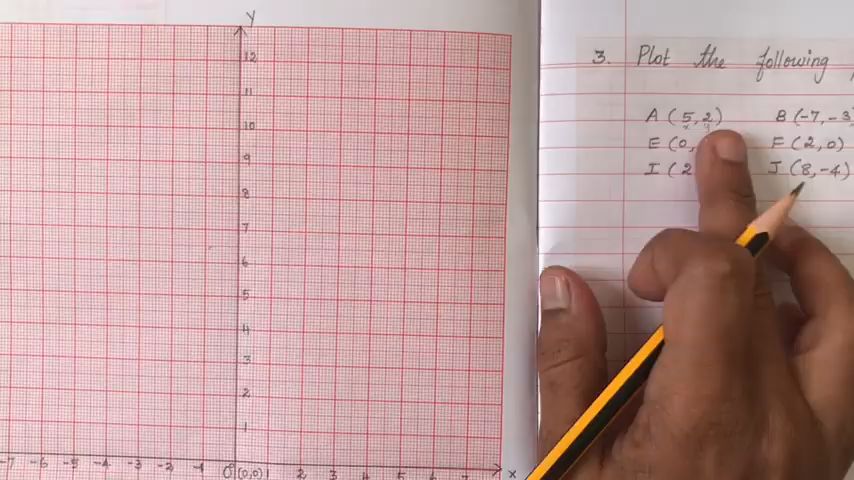 Y
12
11
10
9
8
7
6
5
4
3
2
1
-7 -6 -5 -4 -3 -2 -1 O (0,0) 1 2 3 4 5 6 7 X
3. Plot the following
A (5, 2) B (-7, -3)
x y
E (0, F (2, 0)
I (2 J (8, -4)